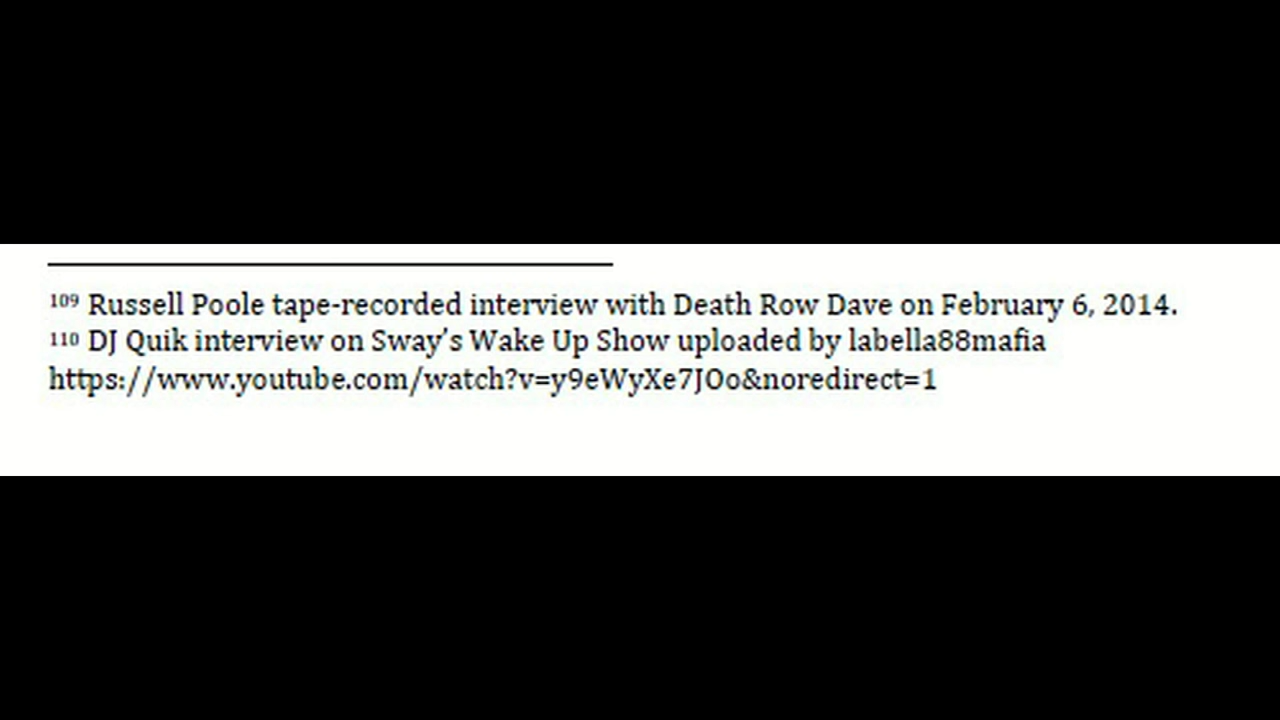 109 Russell Poole tape-recorded interview with Death Row Dave on February 6, 2014.
110 DJ Quik interview on Sway's Wake Up Show uploaded by labella88mafia
https://www.youtube.com/watch?v=y9eWyXe7JOo&noredirect=1